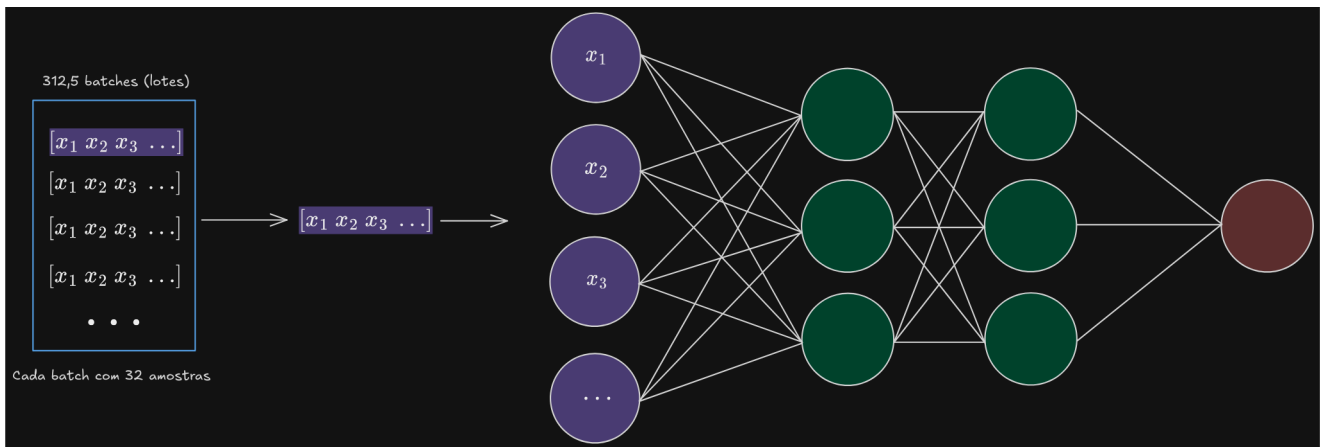 312,5 batches (lotes)
[x₁ x₂ x₃ ...]
[x₁ x₂ x₃ ...]
[x₁ x₂ x₃ ...]
[x₁ x₂ x₃ ...]
...
Cada batch com 32 amostras
[x₁ x₂ x₃ ...]
x₁
x₂
x₃
...